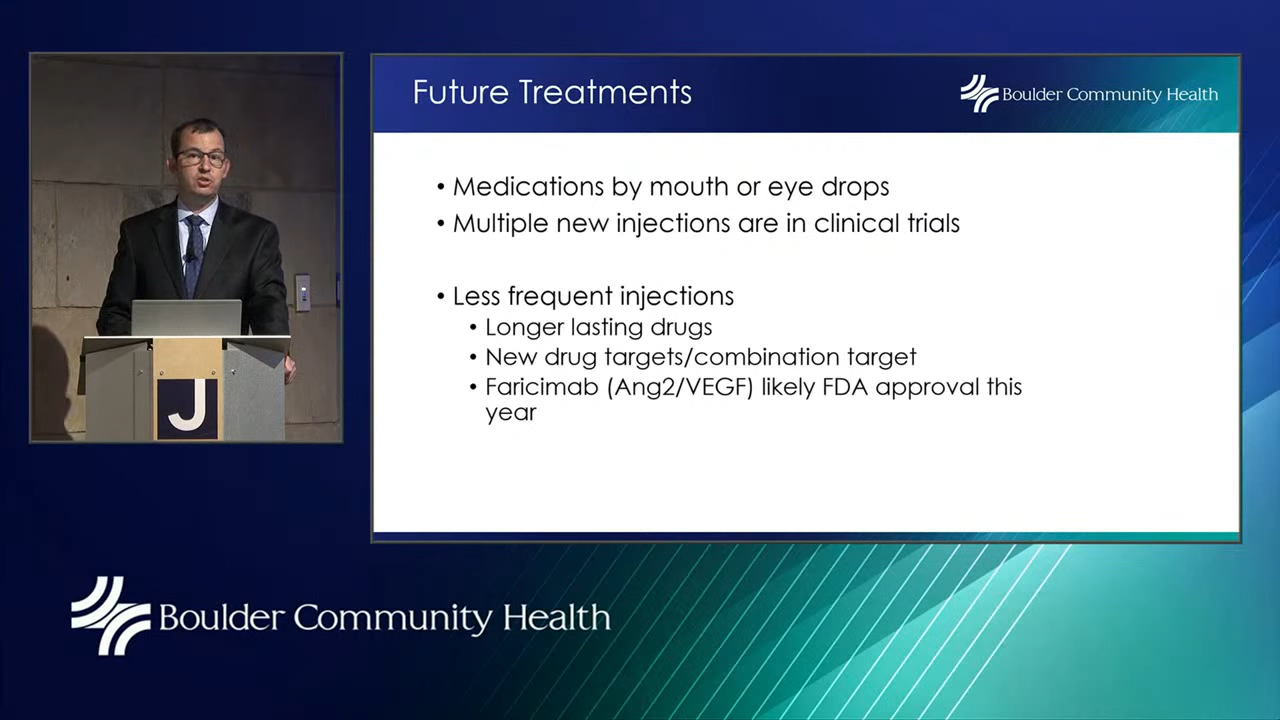 Future Treatments
Boulder Community Health
• Medications by mouth or eye drops
• Multiple new injections are in clinical trials
• Less frequent injections
• Longer lasting drugs
• New drug targets/combination target
• Faricimab (Ang2/VEGF) likely FDA approval this
year
J
Boulder Community Health